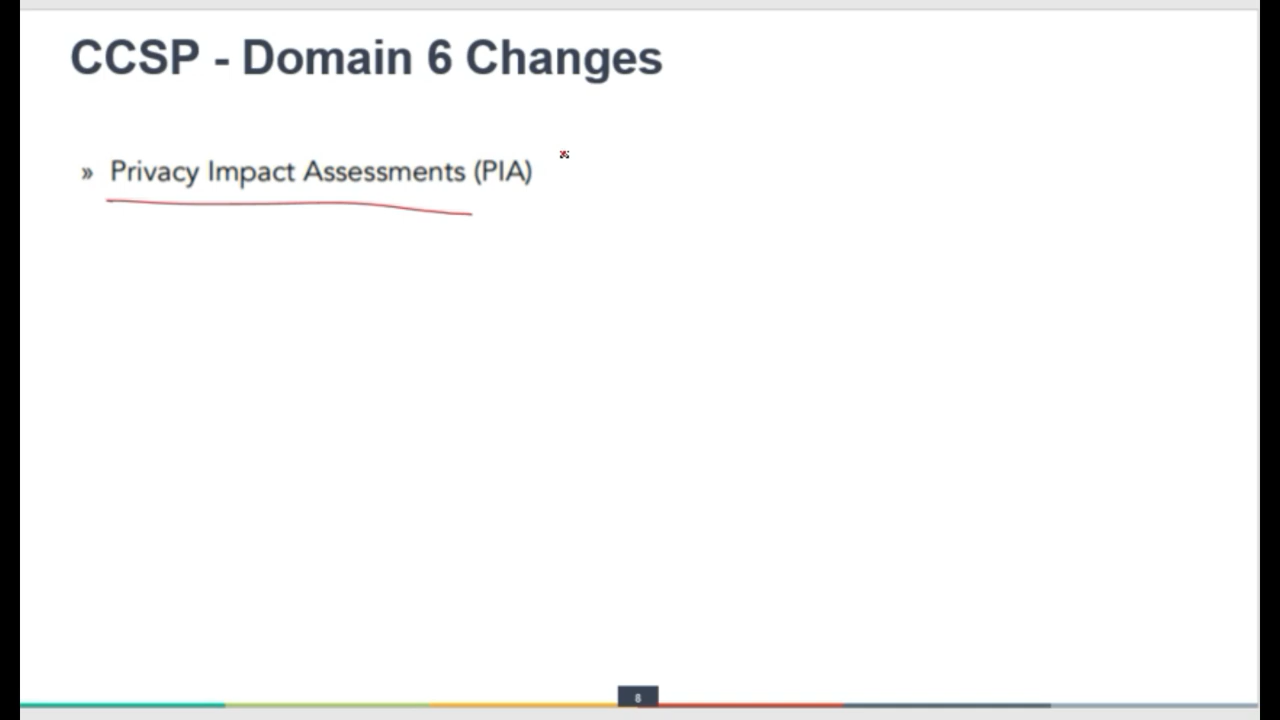 CCSP - Domain 6 Changes
» Privacy Impact Assessments (PIA)
8